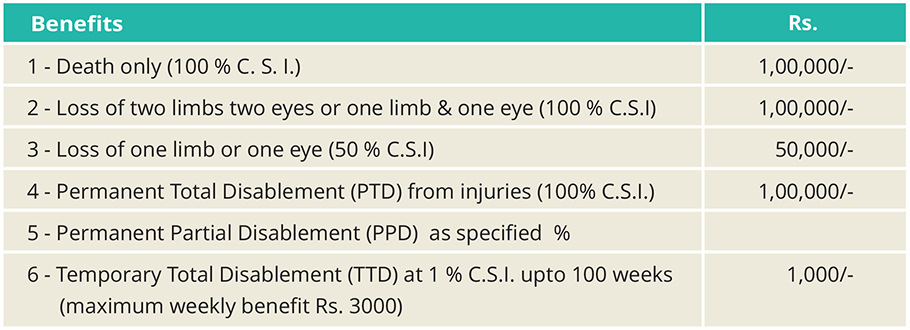 Benefits Rs.
1 - Death only (100 % C. S. I.) 1,00,000/-
2 - Loss of two limbs two eyes or one limb & one eye (100 % C.S.I) 1,00,000/-
3 - Loss of one limb or one eye (50 % C.S.I) 50,000/-
4 - Permanent Total Disablement (PTD) from injuries (100% C.S.I.) 1,00,000/-
5 - Permanent Partial Disablement (PPD) as specified %
6 - Temporary Total Disablement (TTD) at 1 % C.S.I. upto 100 weeks 1,000/-
(maximum weekly benefit Rs. 3000)